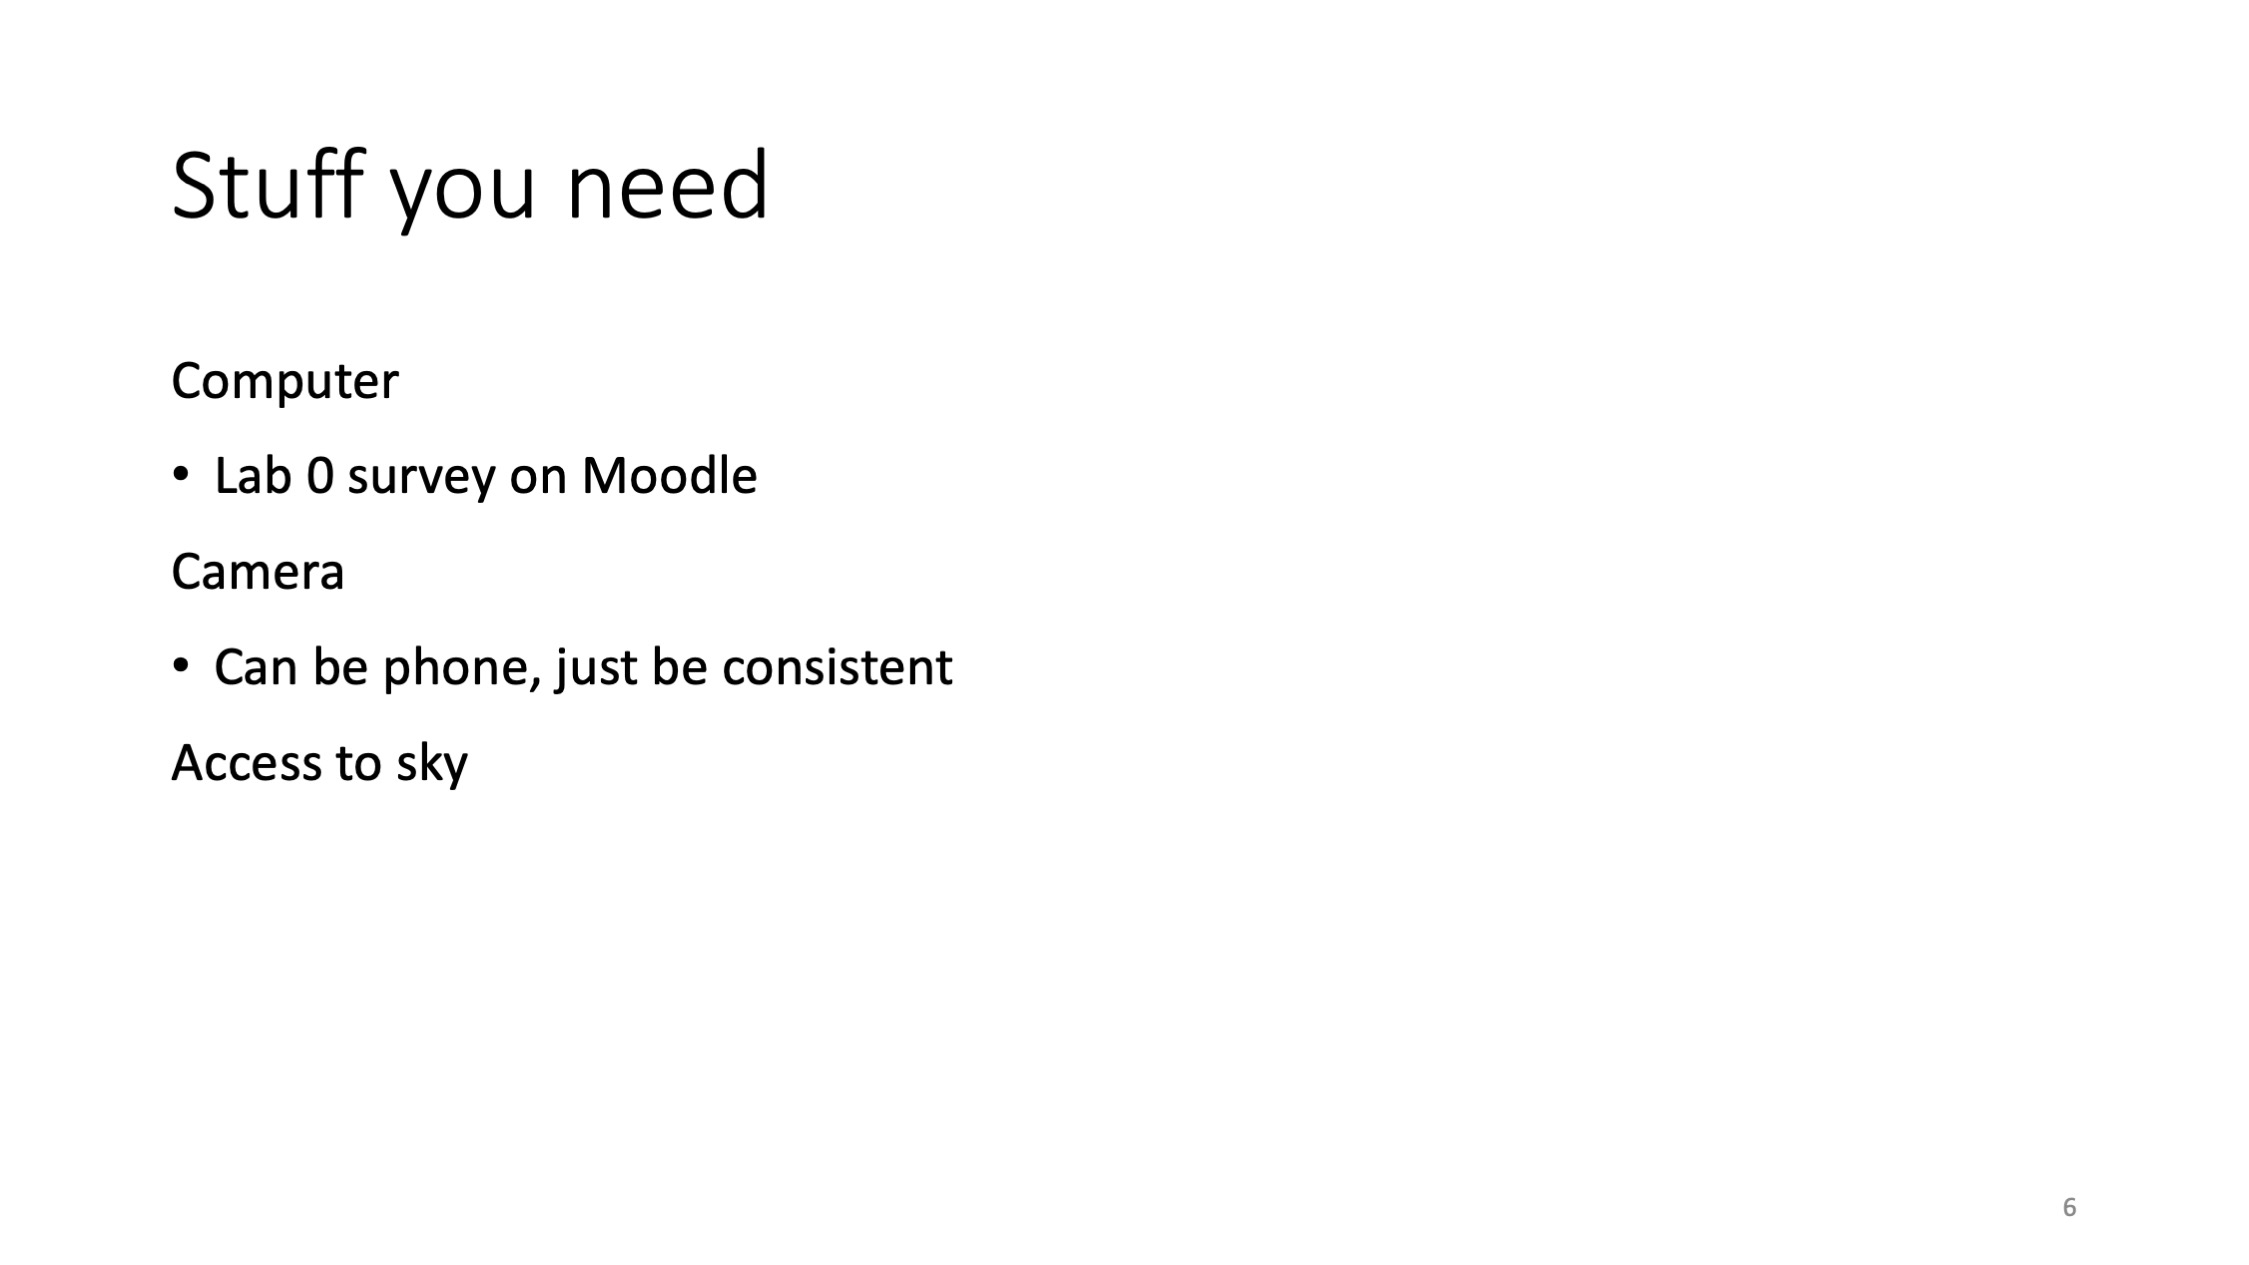 Stuff you need
Computer
• Lab 0 survey on Moodle
Camera
• Can be phone, just be consistent
Access to sky
6